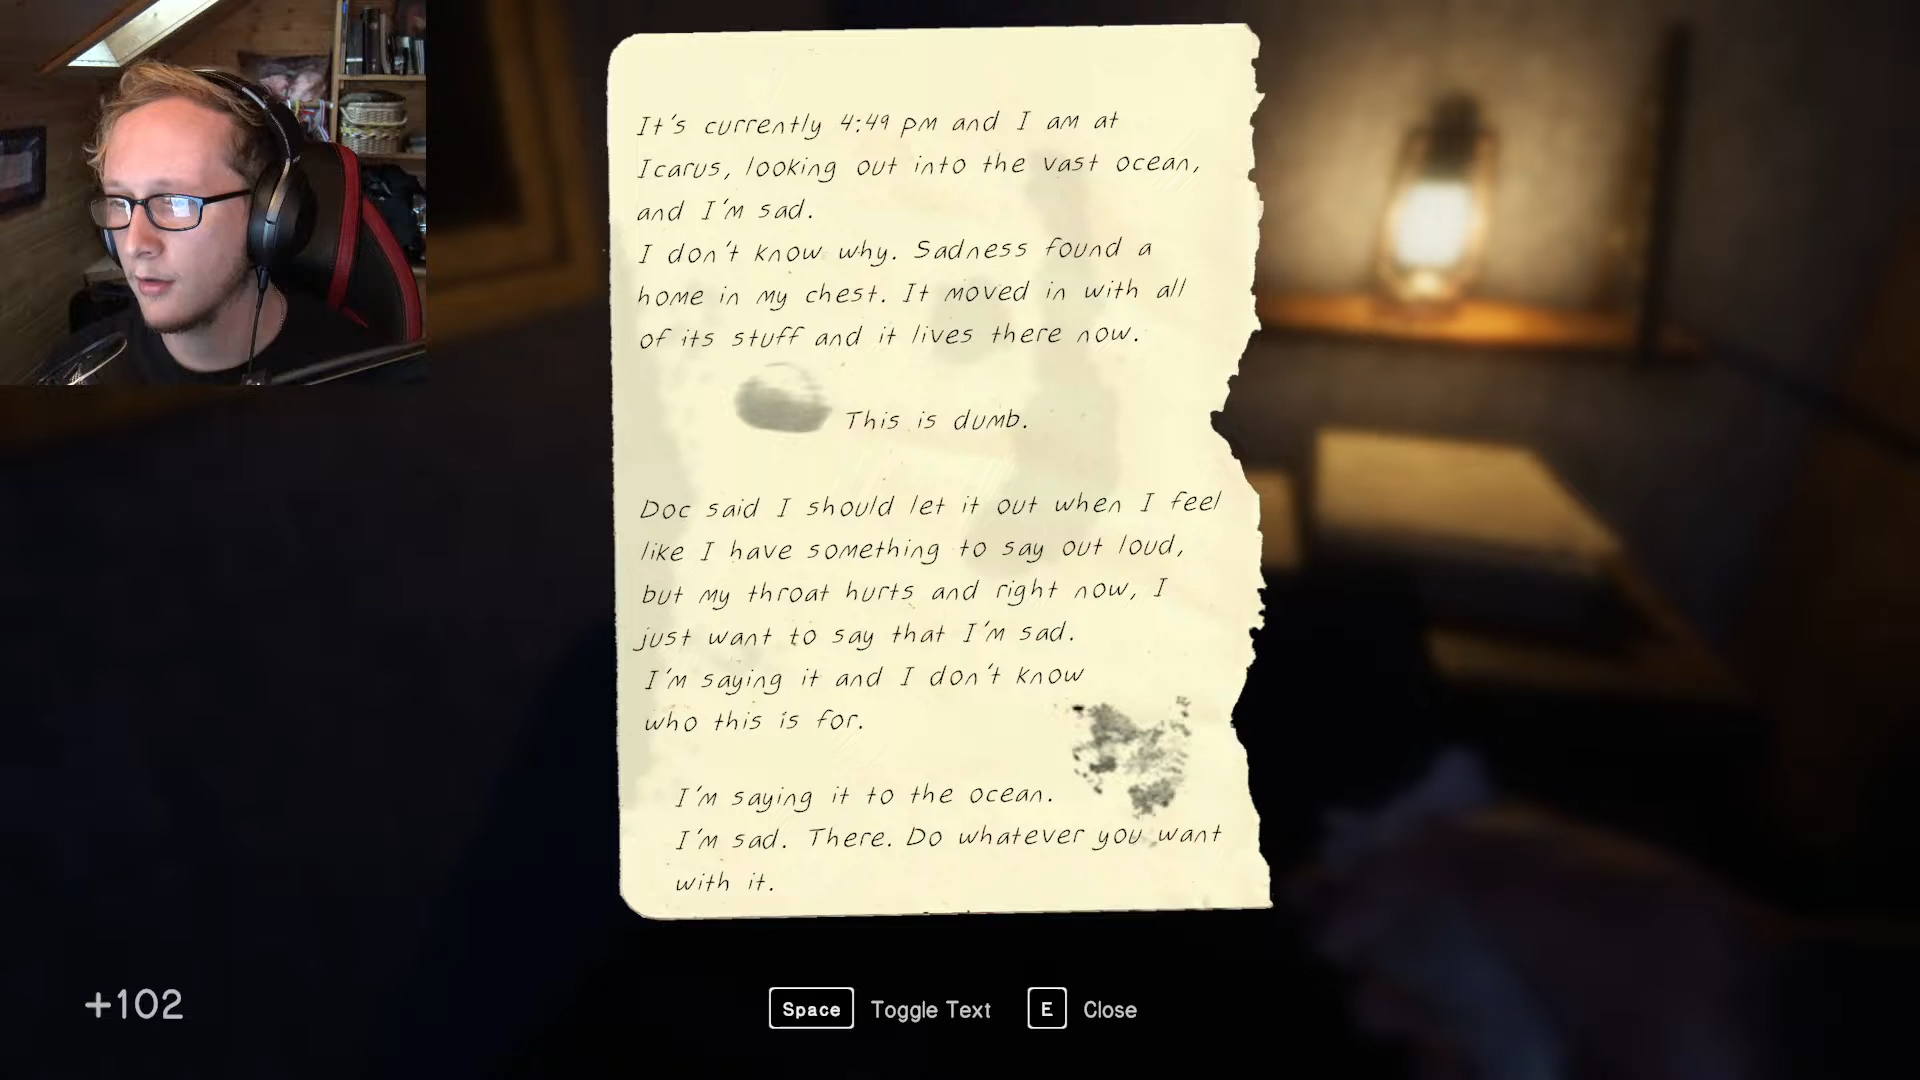 It's currently 4:49 pm and I am at
Icarus, looking out into the vast ocean,
and I'm sad.
I don't know why. Sadness found a
home in my chest. It moved in with all
of its stuff and it lives there now.
This is dumb.
Doc said I should let it out when I feel
like I have something to say out loud,
but my throat hurts and right now, I
just want to say that I'm sad.
I'm saying it and I don't know
who this is for.
I'm saying it to the ocean.
I'm sad. There. Do whatever you want
with it.
+102
Space Toggle Text E Close